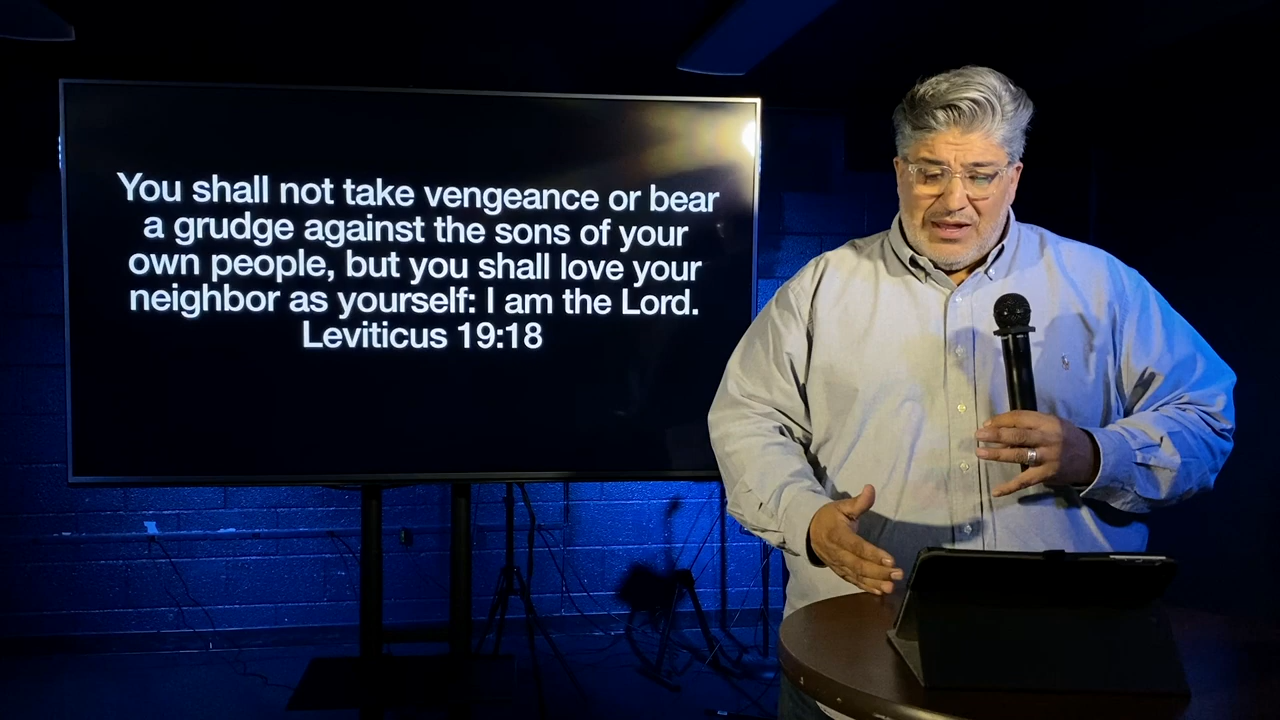 You shall not take vengeance or bear
a grudge against the sons of your
own people, but you shall love your
neighbor as yourself: I am the Lord.
Leviticus 19:18